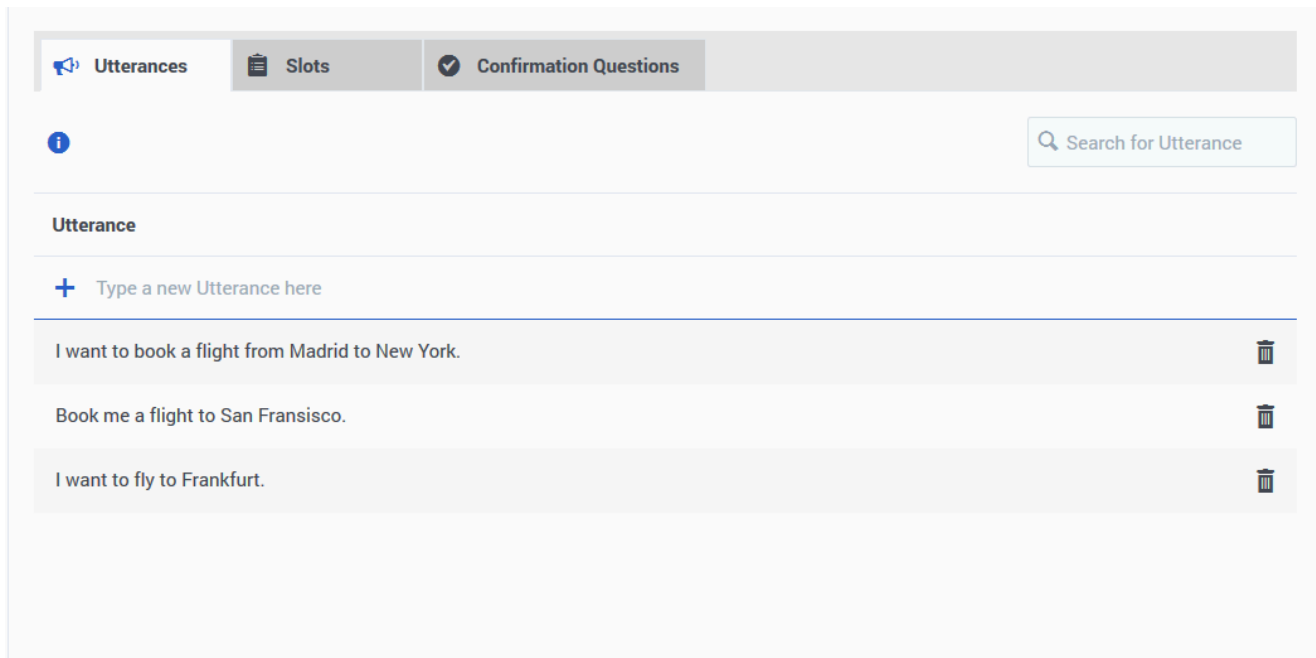 Utterances
Slots
Confirmation Questions
Search for Utterance
Utterance
Type a new Utterance here
I want to book a flight from Madrid to New York.
Book me a flight to San Fransisco.
I want to fly to Frankfurt.